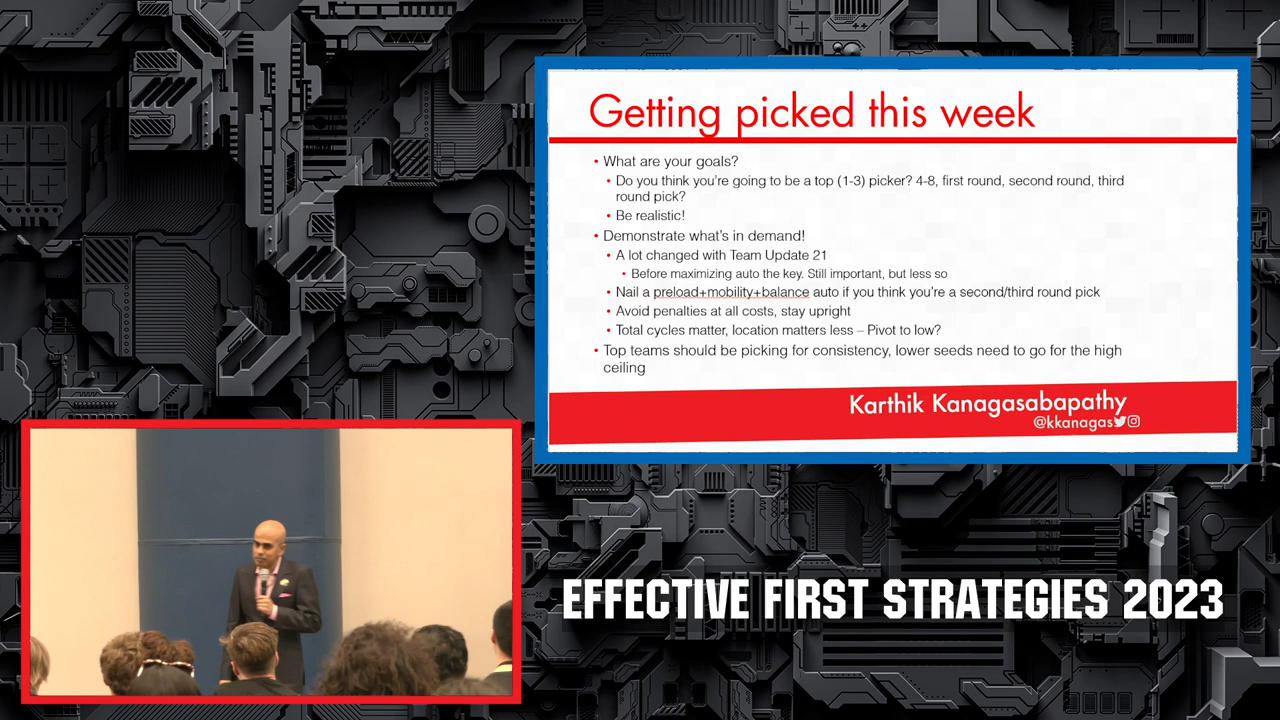 Getting picked this week
• What are your goals?
• Do you think you're going to be a top (1-3) picker? 4-8, first round, second round, third
round pick?
• Be realistic!
• Demonstrate what's in demand!
• A lot changed with Team Update 21
• Before maximizing auto the key. Still important, but less so
• Nail a preload+mobility+balance auto if you think you're a second/third round pick
• Avoid penalties at all costs, stay upright
• Total cycles matter, location matters less – Pivot to low?
• Top teams should be picking for consistency, lower seeds need to go for the high
ceiling
Karthik Kanagasabapathy
@kkanagas
EFFECTIVE FIRST STRATEGIES 2023